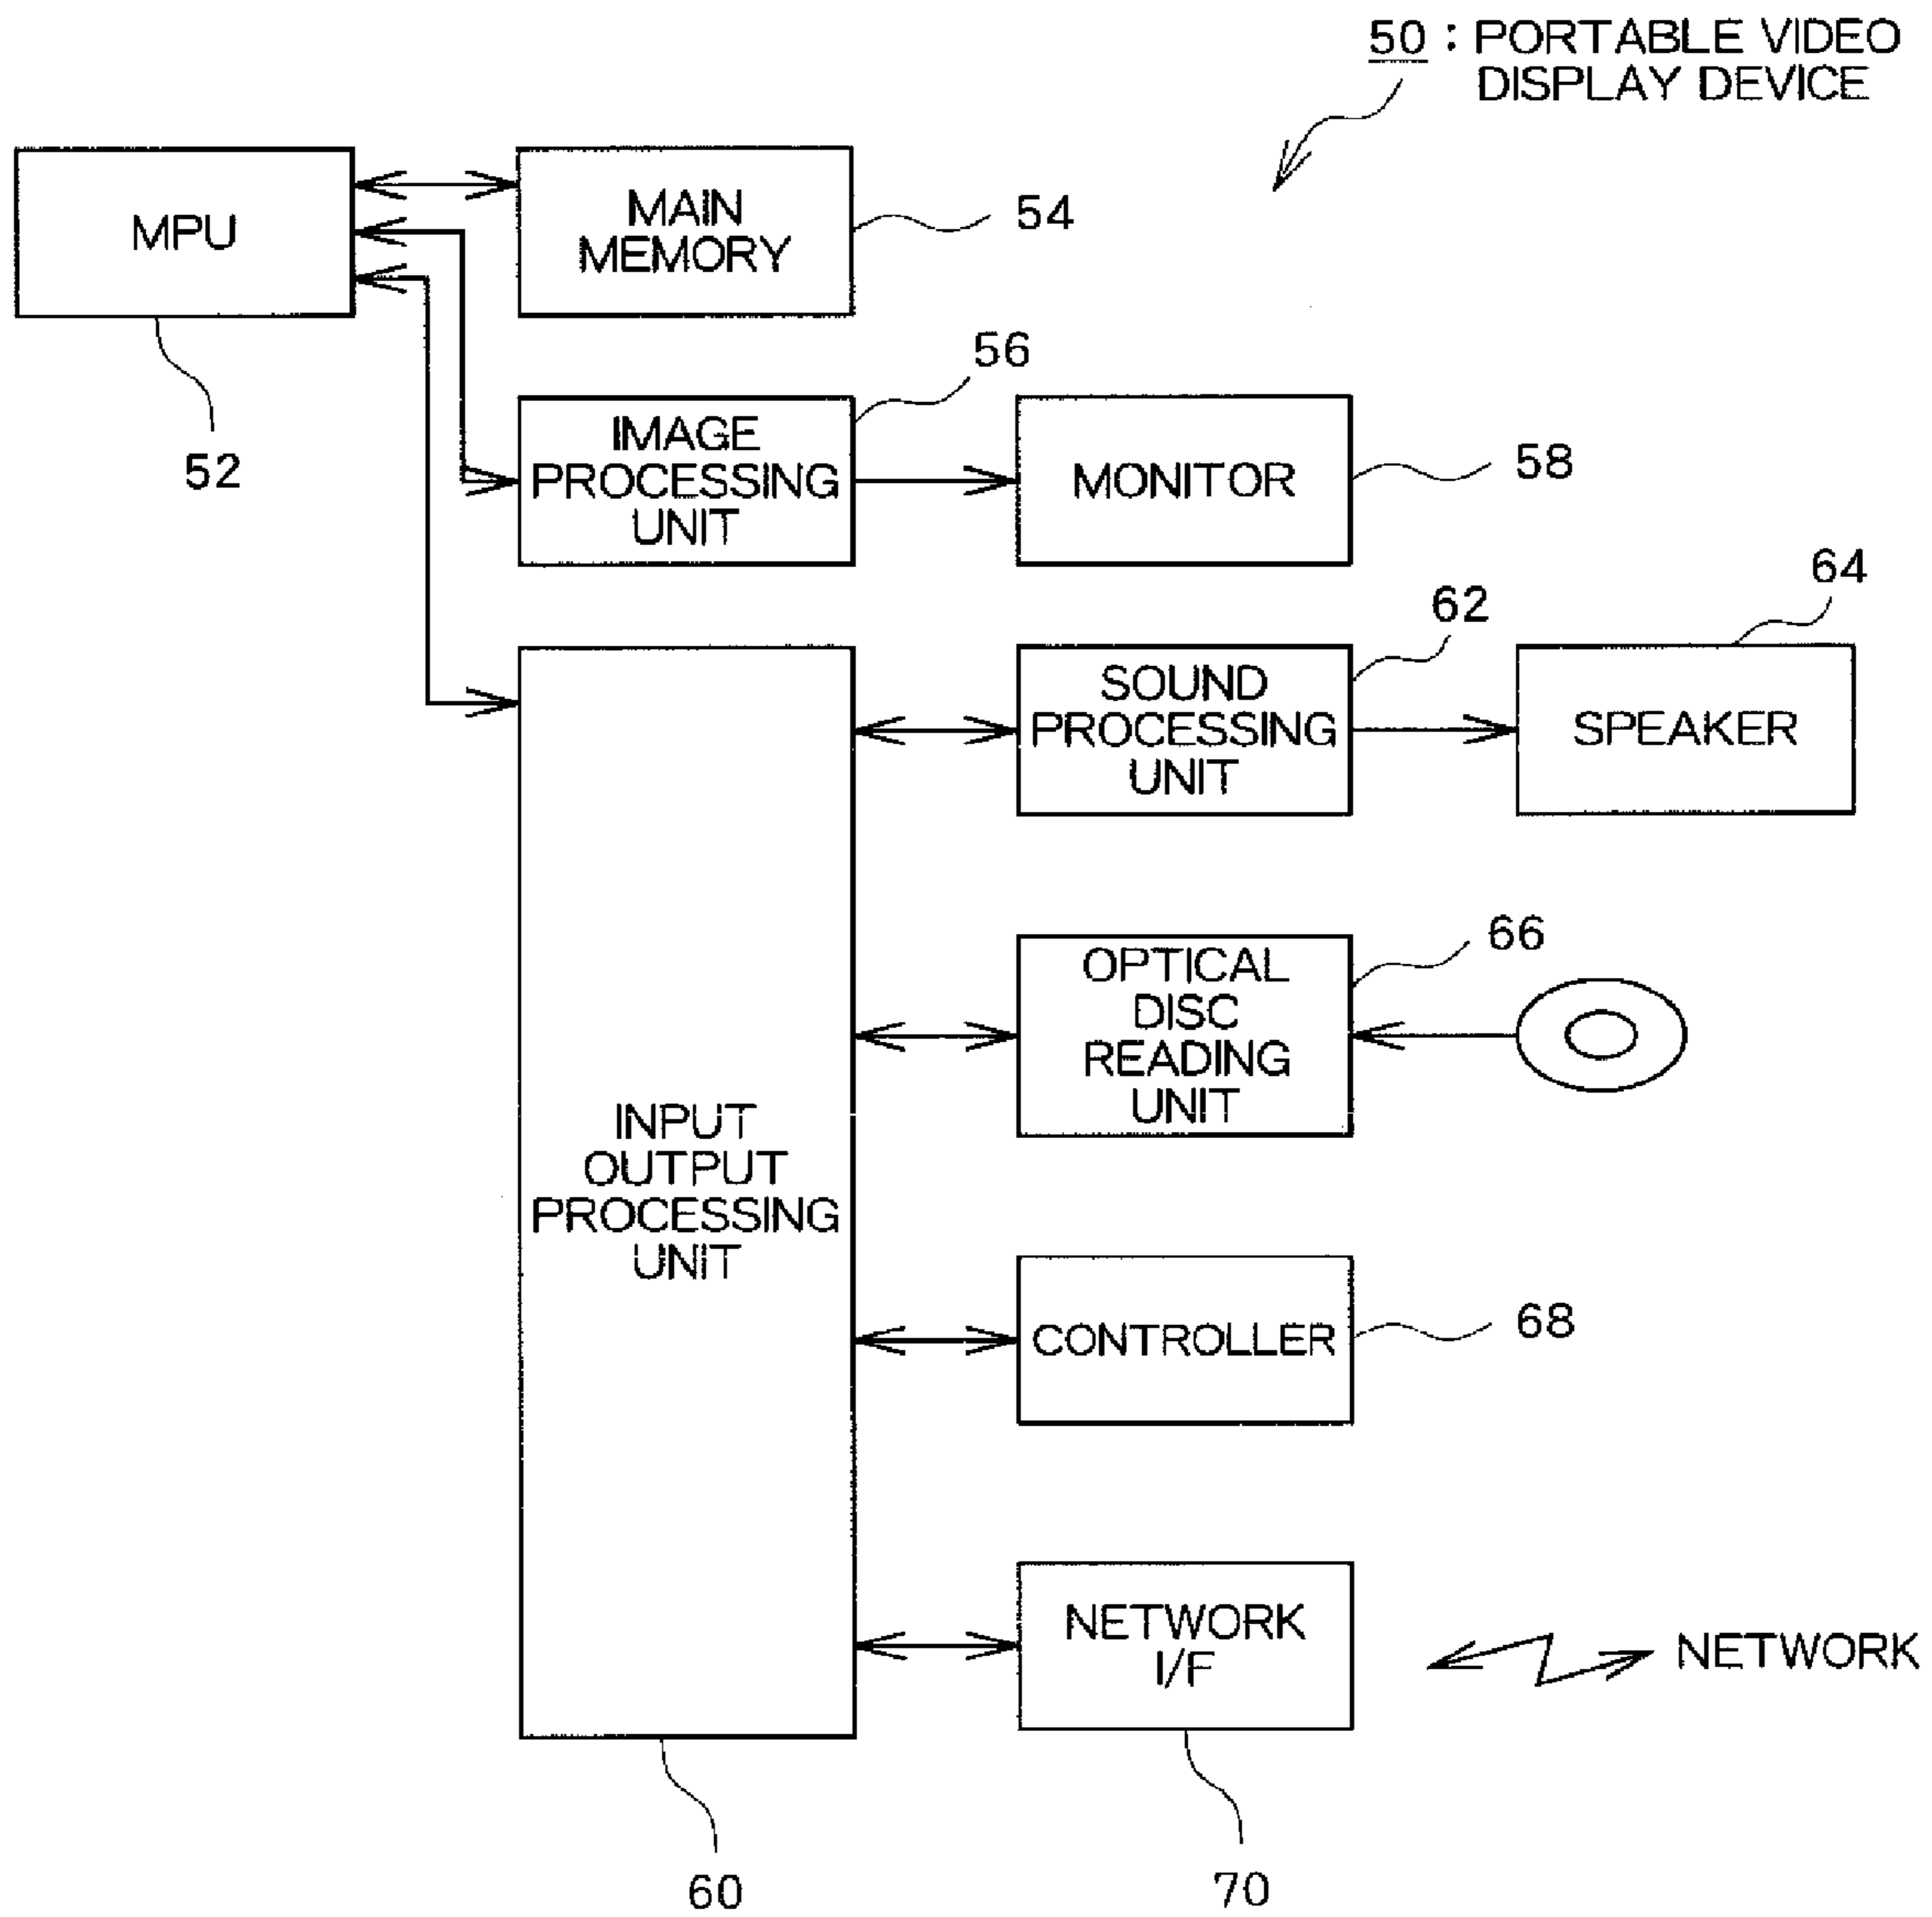 50 : PORTABLE VIDEO
DISPLAY DEVICE
MPU
52
MAIN
MEMORY
54
IMAGE
PROCESSING
UNIT
56
MONITOR
58
INPUT
OUTPUT
PROCESSING
UNIT
60
SOUND
PROCESSING
UNIT
62
SPEAKER
64
OPTICAL
DISC
READING
UNIT
66
CONTROLLER
68
NETWORK
I/F
70
NETWORK